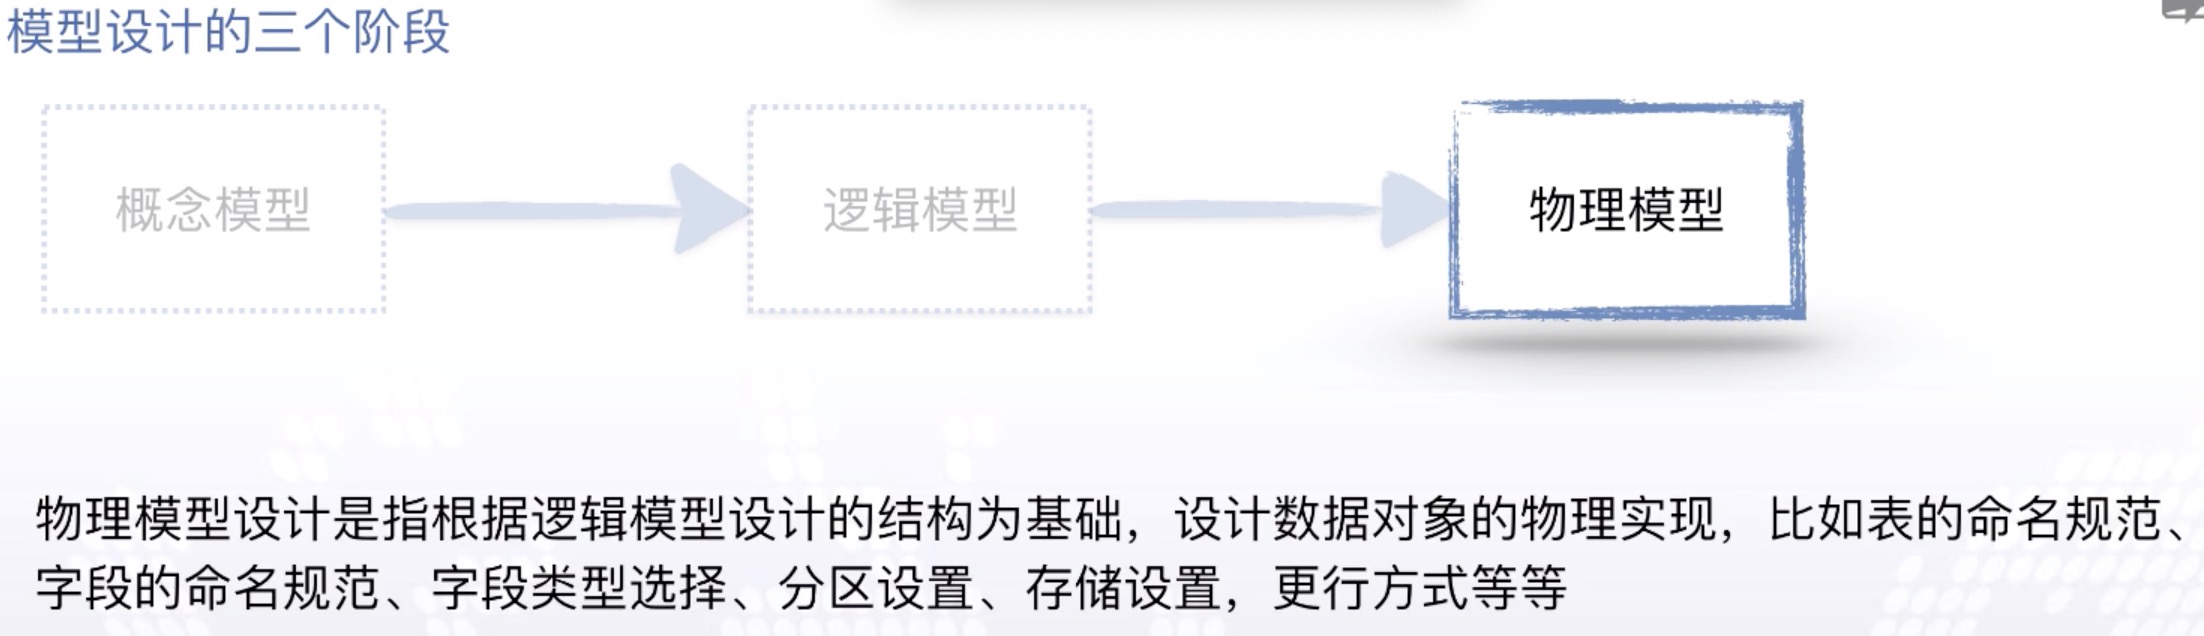 模型设计的三个阶段
概念模型
逻辑模型
物理模型
物理模型设计是指根据逻辑模型设计的结构为基础，设计数据对象的物理实现，比如表的命名规范、
字段的命名规范、字段类型选择、分区设置、存储设置，更行方式等等